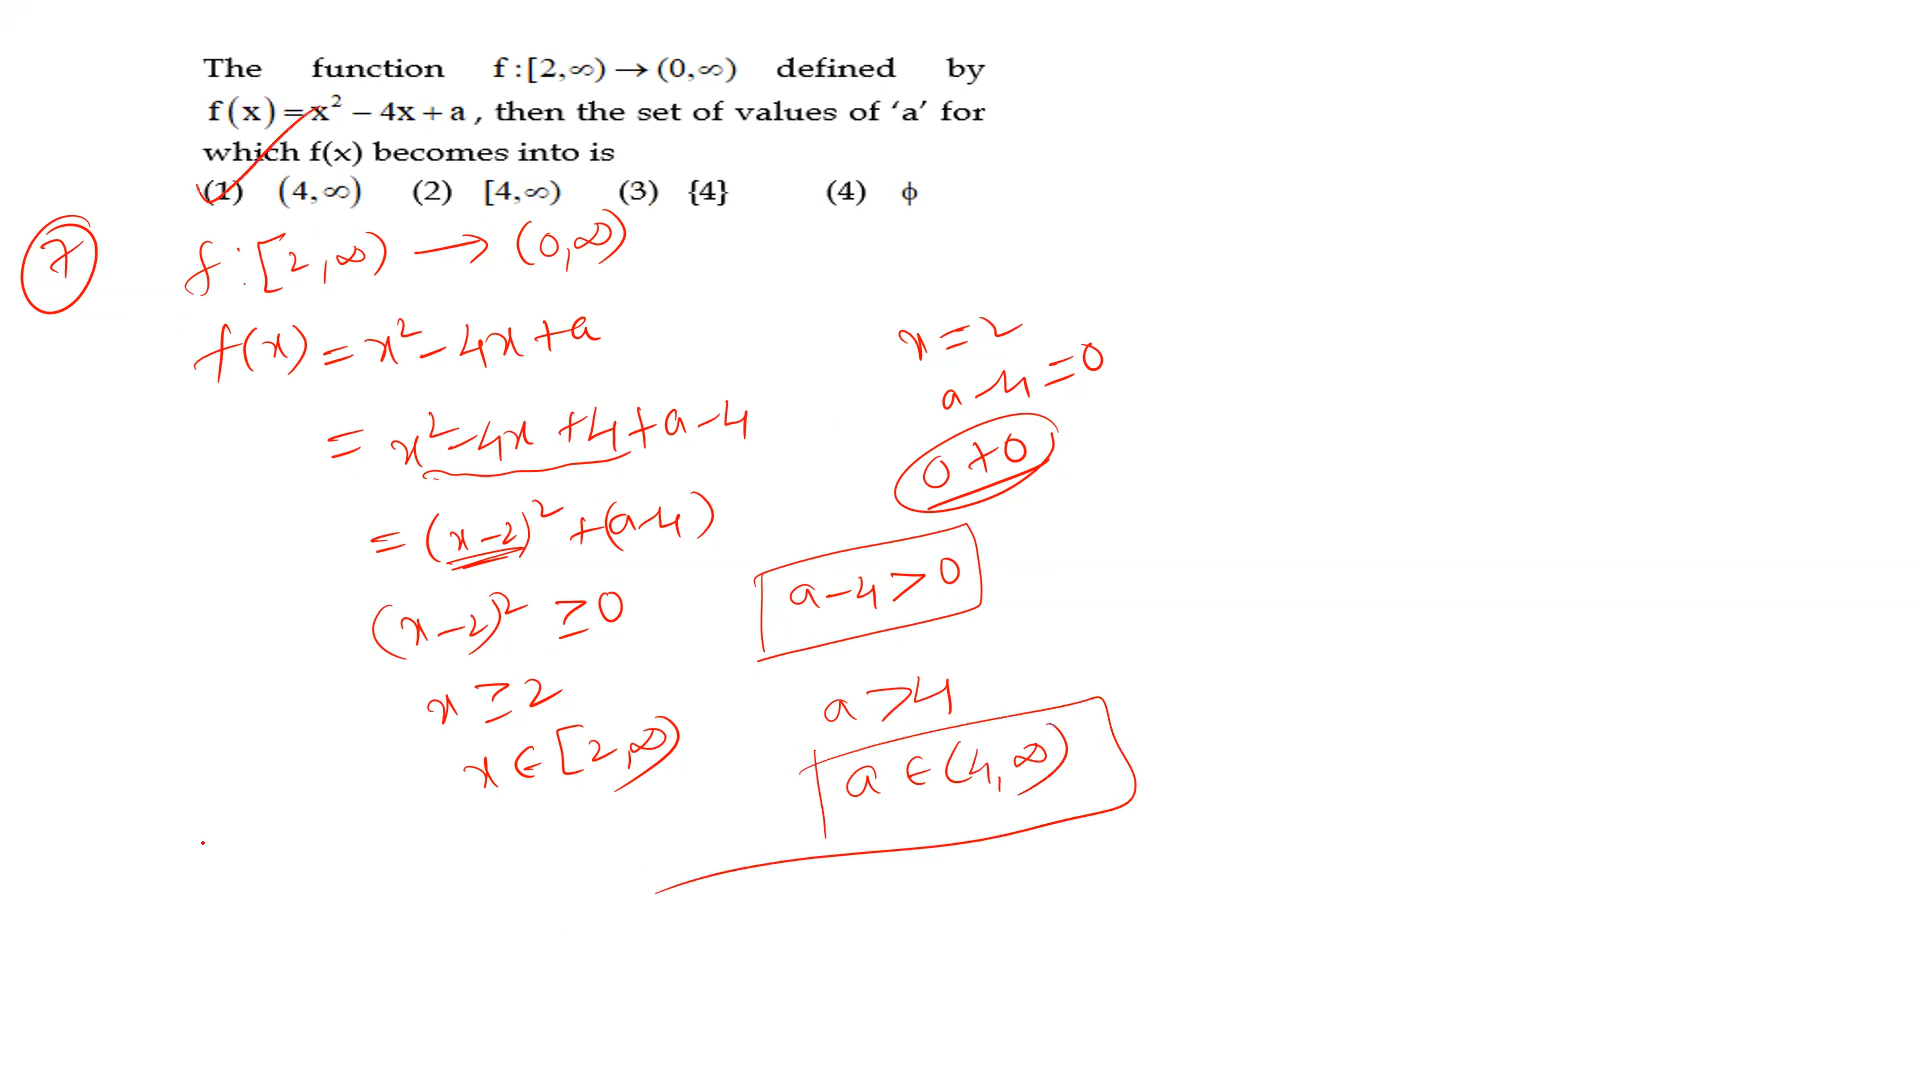 The function f:[2,∞)→(0,∞) defined by
f(x)=x² − 4x + a, then the set of values of ‘a’ for
which f(x) becomes into is
(1) (4,∞) (2) [4,∞) (3) {4} (4) ϕ
7
f:[2,∞) → (0,∞)
f(x) = x² − 4x + a
= x² − 4x + 4 + a − 4
= (x−2)² + (a−4)
(x−2)² ≥ 0
x ≥ 2
x ∈ [2,∞)
x = 2
a − 4 = 0
0 + 0
a − 4 > 0
a > 4
a ∈ (4,∞)